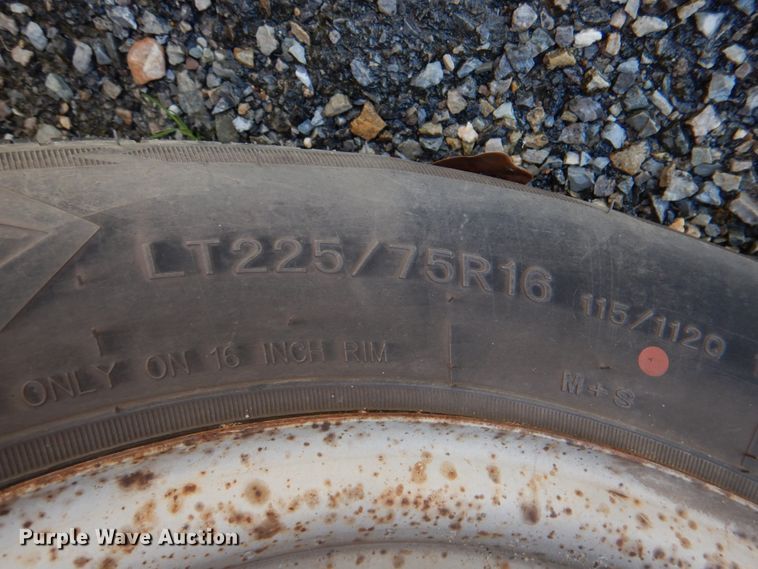 LT225/75R16 115/112Q
ONLY ON 16 INCH RIM M+S
Purple Wave Auction